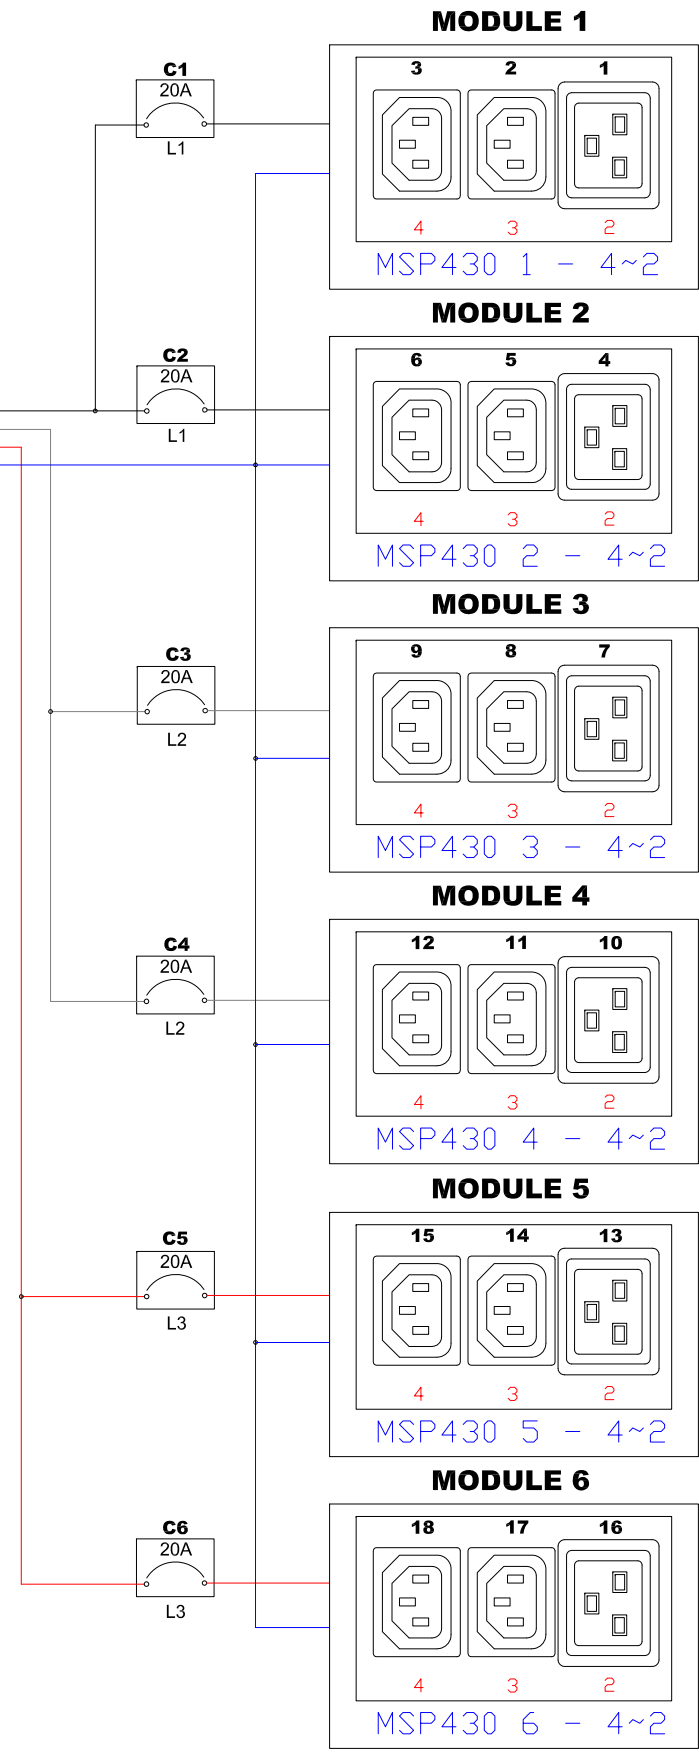 MODULE 1
C1
20A
L1
3 2 1
4 3 2
MSP430 1 - 4~2
MODULE 2
C2
20A
L1
6 5 4
4 3 2
MSP430 2 - 4~2
MODULE 3
C3
20A
L2
9 8 7
4 3 2
MSP430 3 - 4~2
MODULE 4
C4
20A
L2
12 11 10
4 3 2
MSP430 4 - 4~2
MODULE 5
C5
20A
L3
15 14 13
4 3 2
MSP430 5 - 4~2
MODULE 6
C6
20A
L3
18 17 16
4 3 2
MSP430 6 - 4~2